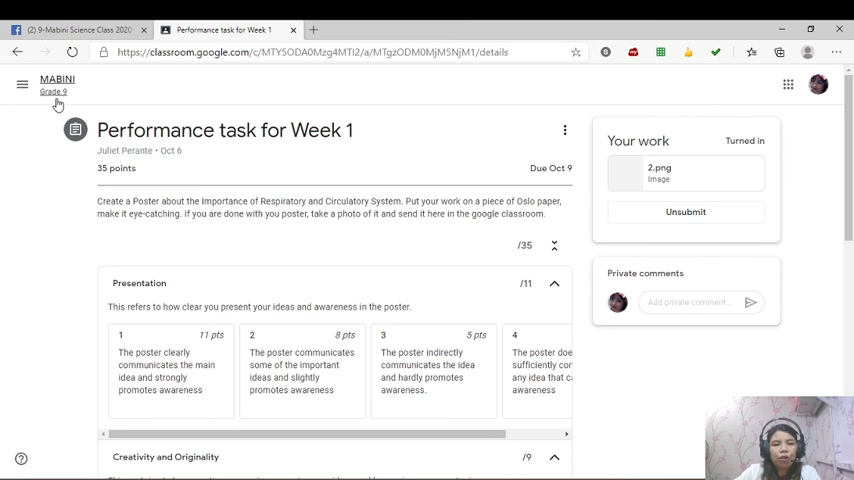 (2) 9-Mabini Science Class 2020-
Performance task for Week 1
https://classroom.google.com/c/MTY5ODA0Mzg4MTI2/a/MTgzODM0MjM5NjM1/details
MABINI
Grade 9
Performance task for Week 1
Juliet Perante • Oct 6
35 points
Due Oct 9
Create a Poster about the Importance of Respiratory and Circulatory System. Put your work on a piece of Oslo paper,
make it eye-catching. If you are done with you poster, take a photo of it and send it here in the google classroom.
/35
Presentation
/11
This refers to how clear you present your ideas and awareness in the poster.
1 11 pts
The poster clearly
communicates the main
idea and strongly
promotes awareness
2 8 pts
The poster communicates
some of the important
ideas and slightly
promotes awareness
3 5 pts
The poster indirectly
communicates the idea
and hardly promotes
awareness.
4
The poster doe
sufficiently con
any idea that c
awareness
Creativity and Originality
/9
Your work
Turned in
2.png
Image
Unsubmit
Private comments
Add private comment...